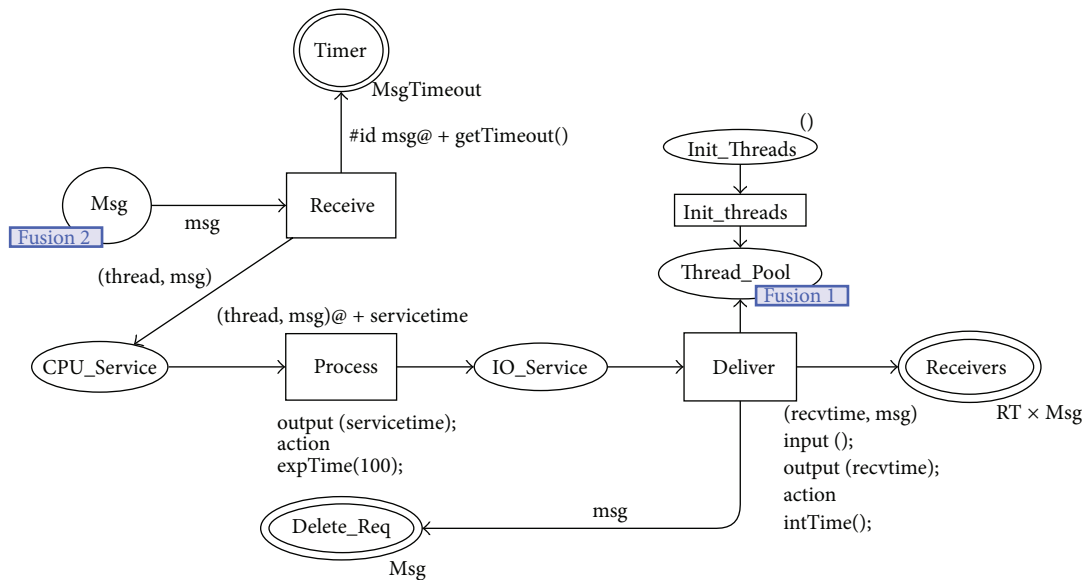 Timer
MsgTimeout
#id msg@ + getTimeout()
()
Init_Threads
Msg
msg
Receive
Init_threads
Fusion 2
(thread, msg)
Thread_Pool
Fusion 1
(thread, msg)@ + servicetime
CPU_Service
Process
IO_Service
Deliver
Receivers
RT × Msg
output (servicetime);
action
expTime(100);
(recvtime, msg)
input ();
output (recvtime);
action
intTime();
msg
Delete_Req
Msg